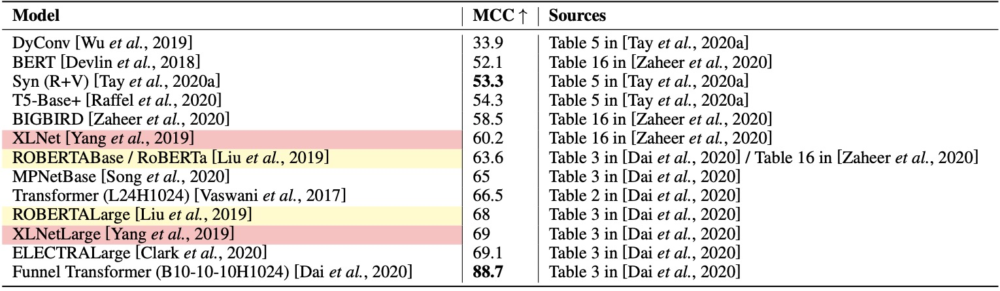 Model MCC ↑ Sources
DyConv [Wu et al., 2019] 33.9 Table 5 in [Tay et al., 2020a]
BERT [Devlin et al., 2018] 52.1 Table 16 in [Zaheer et al., 2020]
Syn (R+V) [Tay et al., 2020a] 53.3 Table 5 in [Tay et al., 2020a]
T5-Base+ [Raffel et al., 2020] 54.3 Table 5 in [Tay et al., 2020a]
BIGBIRD [Zaheer et al., 2020] 58.5 Table 16 in [Zaheer et al., 2020]
XLNet [Yang et al., 2019] 60.2 Table 16 in [Zaheer et al., 2020]
ROBERTABase / RoBERTa [Liu et al., 2019] 63.6 Table 3 in [Dai et al., 2020] / Table 16 in [Zaheer et al., 2020]
MPNetBase [Song et al., 2020] 65 Table 3 in [Dai et al., 2020]
Transformer (L24H1024) [Vaswani et al., 2017] 66.5 Table 2 in [Dai et al., 2020]
ROBERTALarge [Liu et al., 2019] 68 Table 3 in [Dai et al., 2020]
XLNetLarge [Yang et al., 2019] 69 Table 3 in [Dai et al., 2020]
ELECTRALarge [Clark et al., 2020] 69.1 Table 3 in [Dai et al., 2020]
Funnel Transformer (B10-10-10H1024) [Dai et al., 2020] 88.7 Table 3 in [Dai et al., 2020]